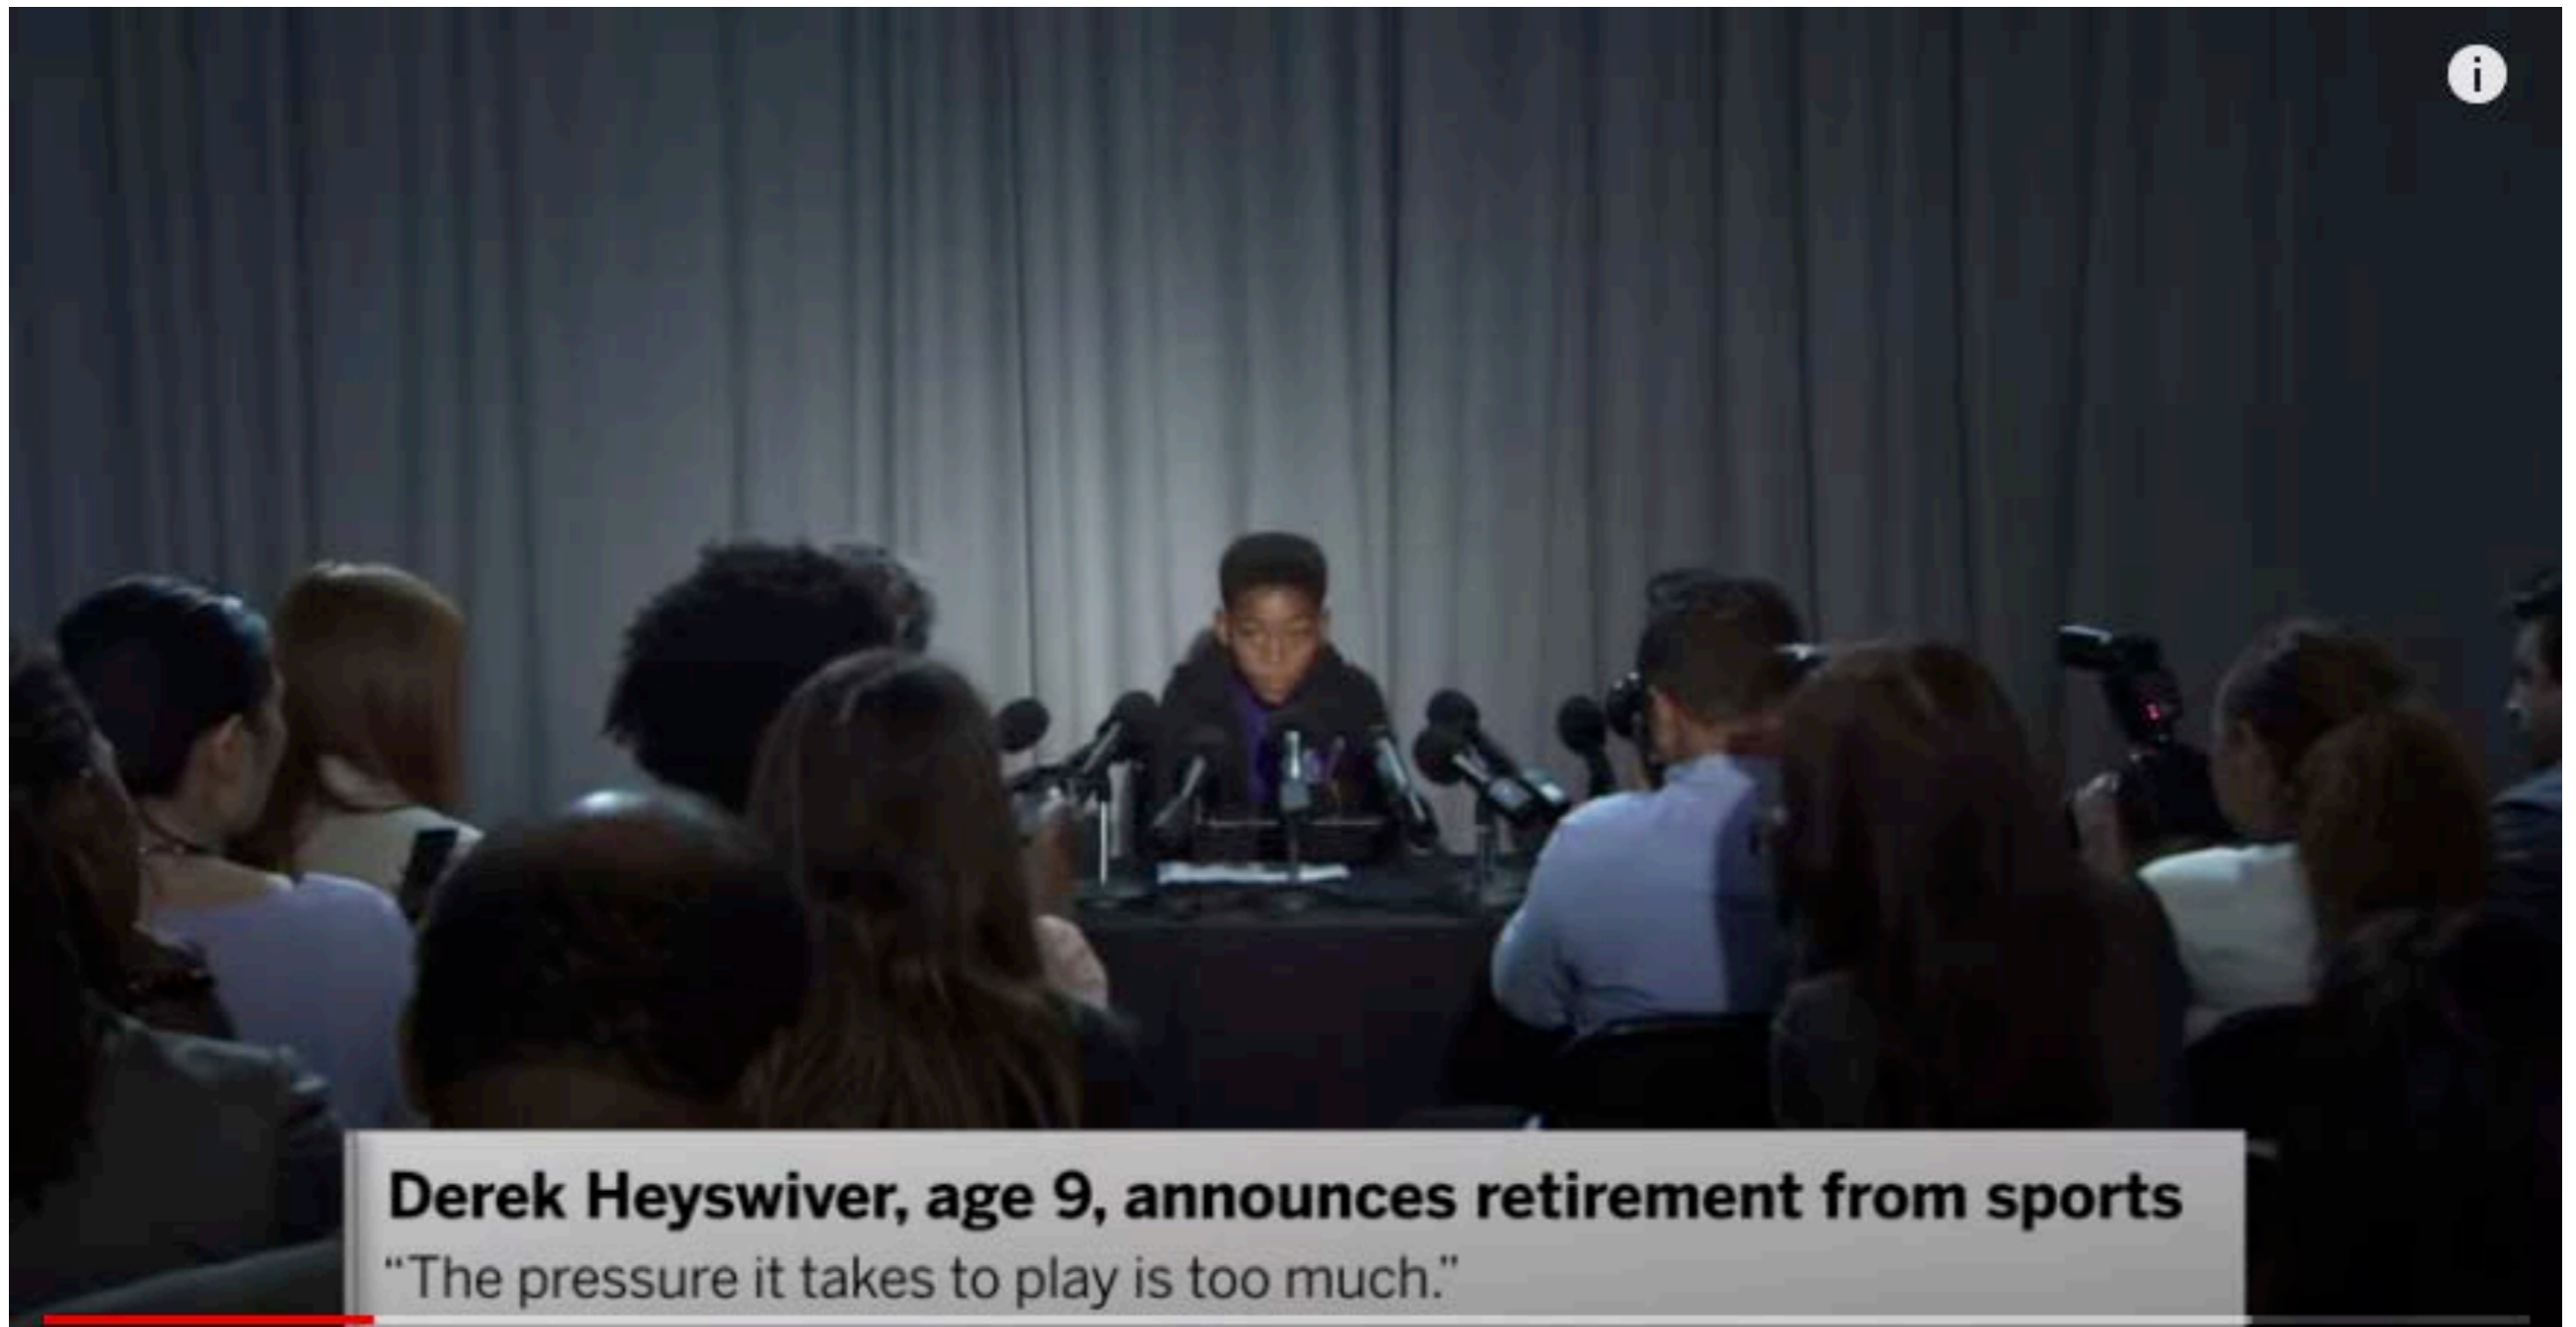 i
Derek Heyswiver, age 9, announces retirement from sports
“The pressure it takes to play is too much.”